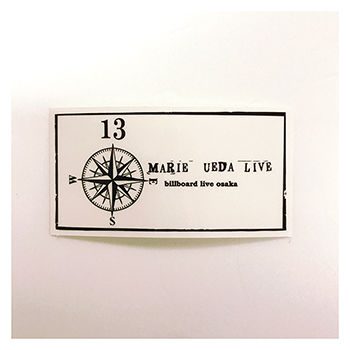 13
MARIE UEDA LIVE
W
E
billboard live osaka
S